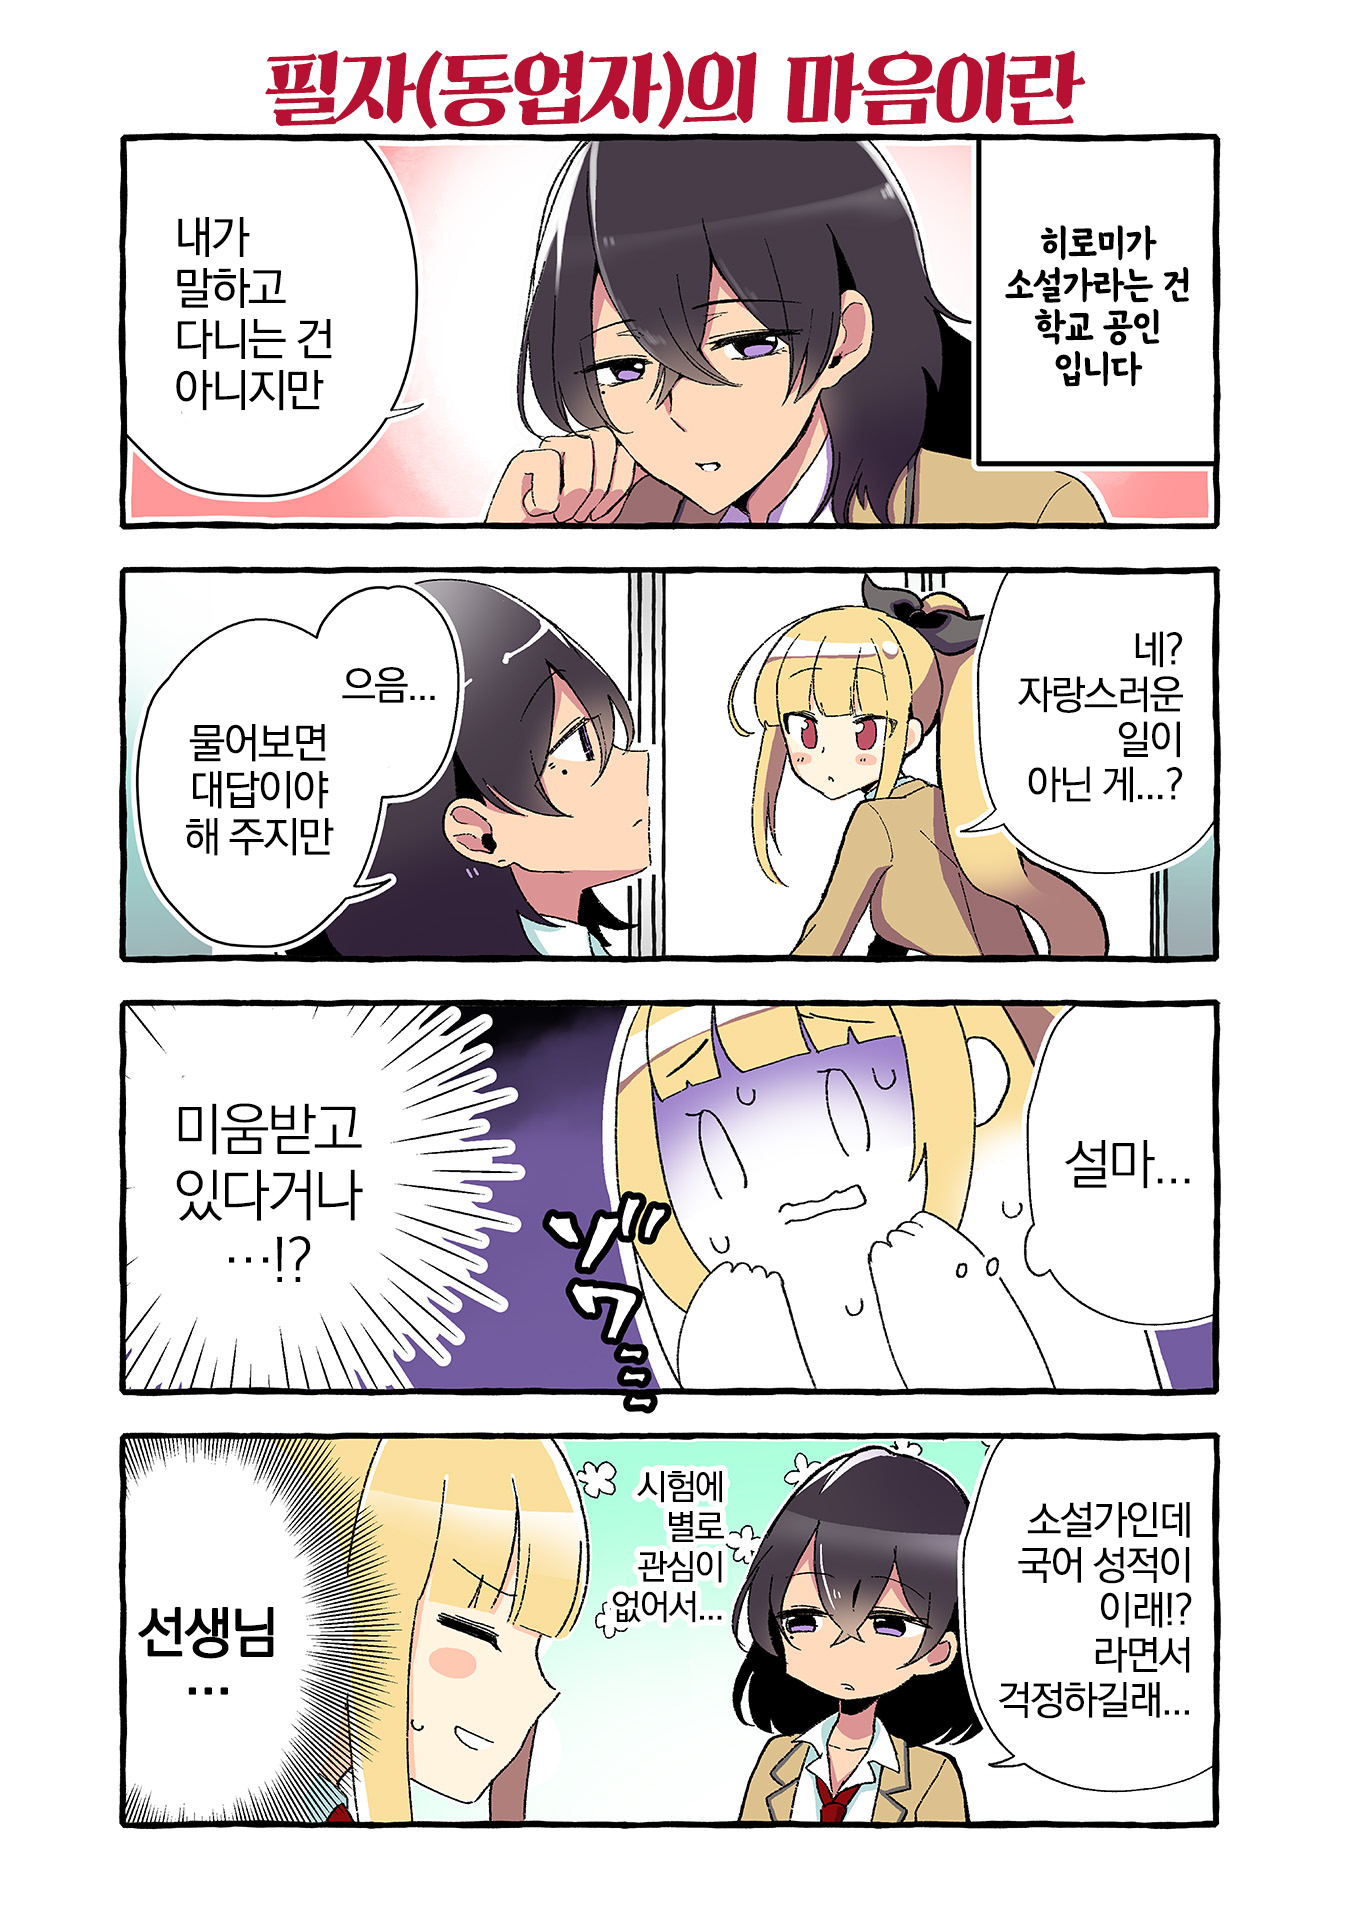 필자(동업자)의 마음이란
히로미가
소설가라는 건
학교 공인
입니다
내가
말하고
다니는 건
아니지만
네?
자랑스러운
일이
아닌 게...?
으음...
물어보면
대답이야
해 주지만
설마...
미움받고
있다거나
…!?
ゾワ…
소설가인데
국어 성적이
이래!?
라면서
걱정하길래...
시험에
별로
관심이
없어서...
선생님
...